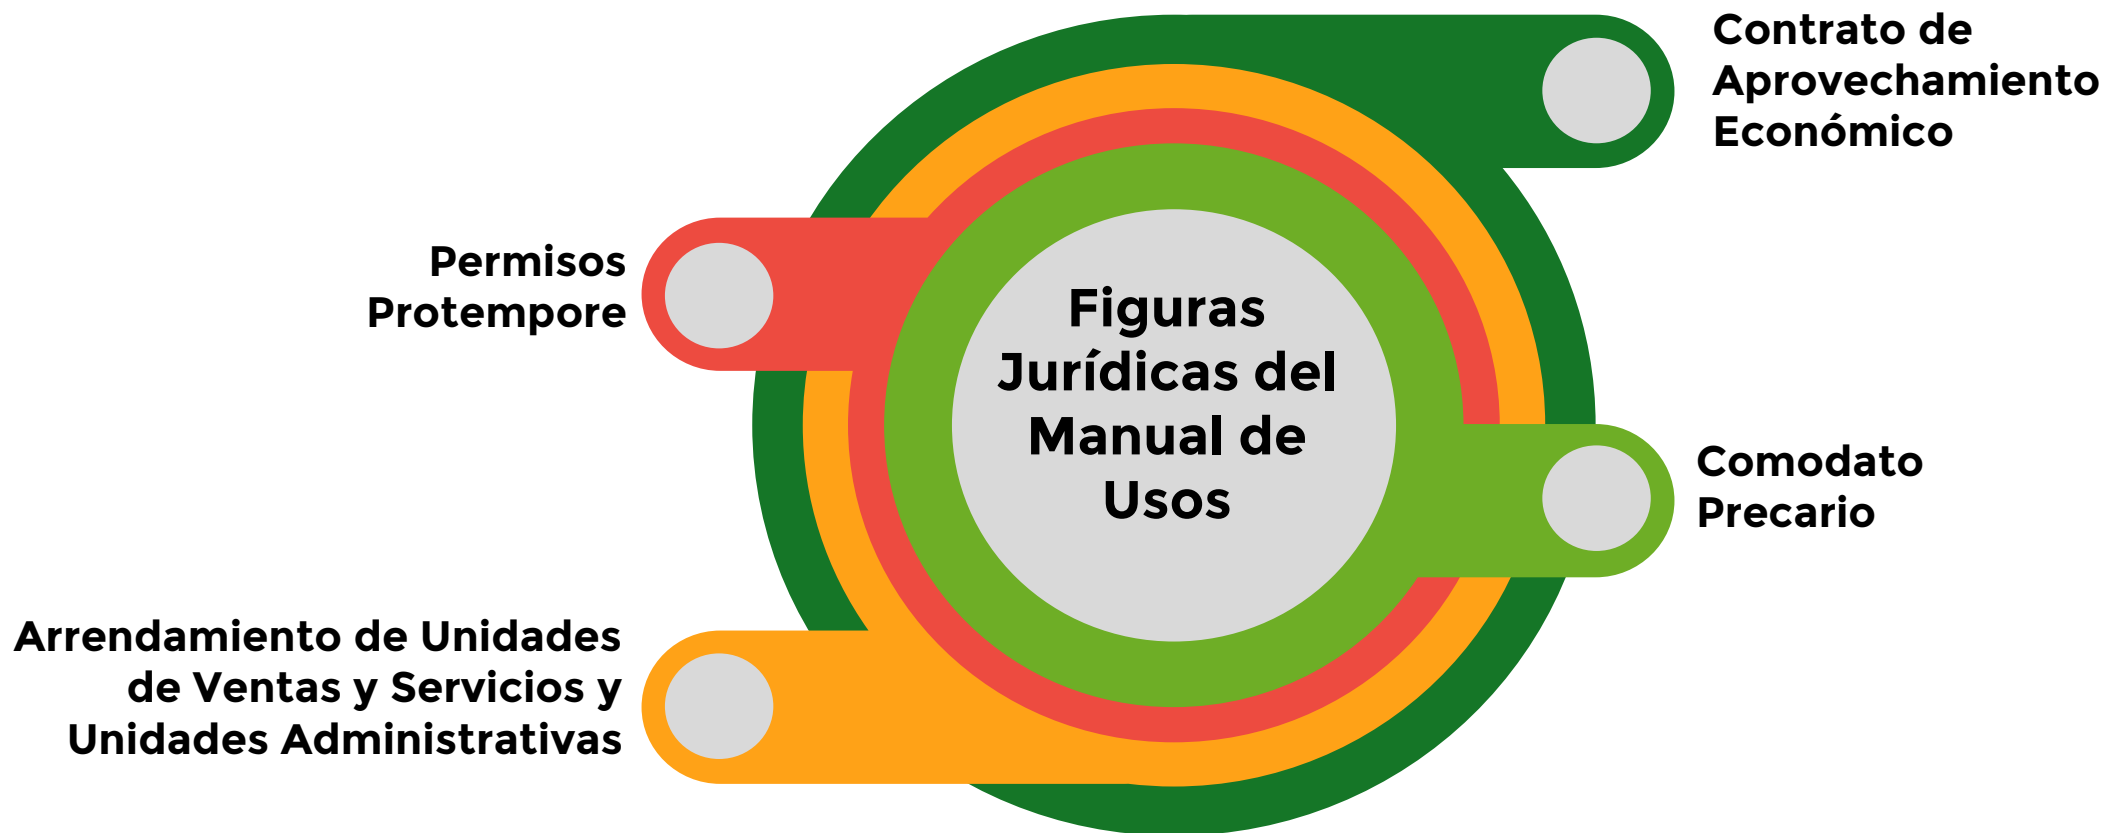 Contrato de
Aprovechamiento
Económico
Permisos
Protempore
Figuras
Jurídicas del
Manual de
Usos
Comodato
Precario
Arrendamiento de Unidades
de Ventas y Servicios y
Unidades Administrativas